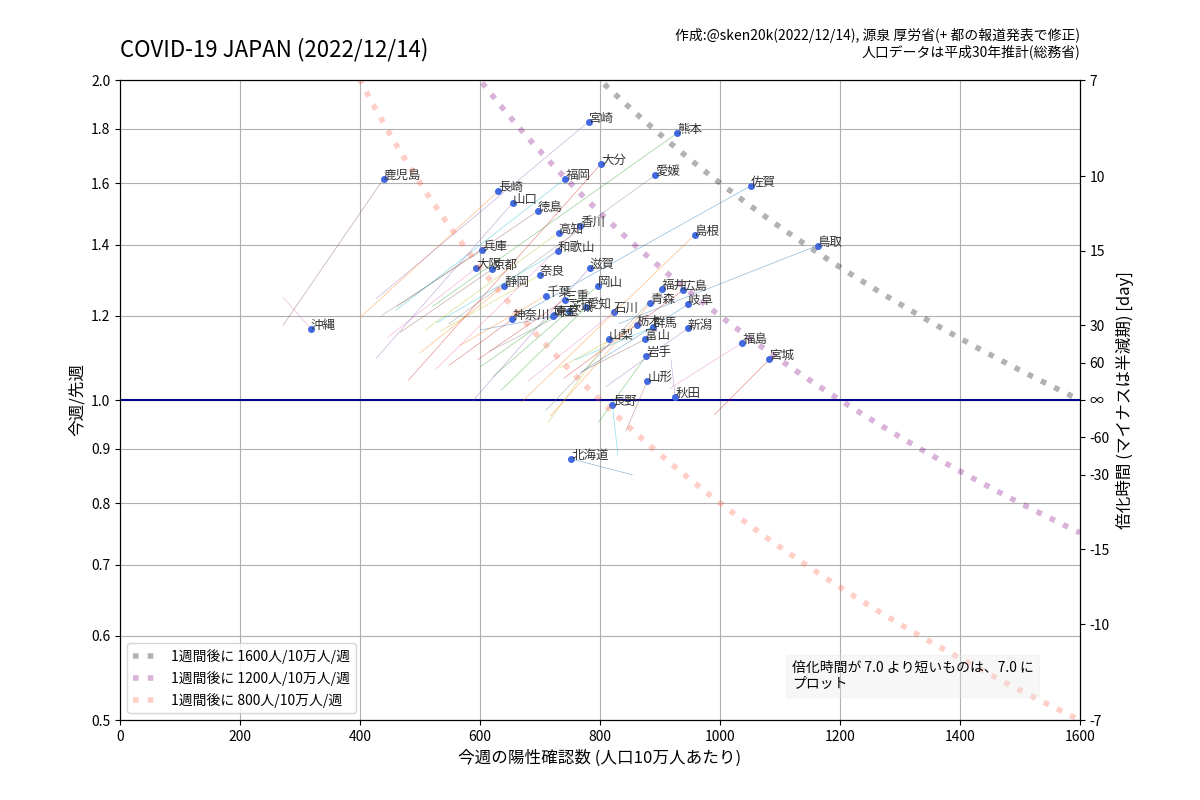 COVID-19 JAPAN (2022/12/14)
作成:@sken20k(2022/12/14), 源泉 厚労省(+ 都の報道発表で修正)
人口データは平成30年推計(総務省)
2.0
1.8
1.6
1.4
1.2
1.0
0.9
0.8
0.7
0.6
0.5
今週/先週
7
10
15
30
60
∞
-60
-30
-15
-10
-7
倍化時間 (マイナスは半減期) [day]
宮崎
熊本
大分
愛媛
鹿児島
福岡
佐賀
長崎
山口
徳島
香川
高知
島根
鳥取
兵庫
和歌山
大阪
京都
滋賀
奈良
静岡
岡山
福井
広島
千葉
三重
青森
岐阜
愛知
茨城
石川
神奈川
東京
沖縄
栃木
群馬
新潟
山梨
富山
福島
岩手
宮城
山形
秋田
長野
北海道
1週間後に 1600人/10万人/週
1週間後に 1200人/10万人/週
1週間後に 800人/10万人/週
倍化時間が 7.0 より短いものは、7.0 に
プロット
0
200
400
600
800
1000
1200
1400
1600
今週の陽性確認数 (人口10万人あたり)